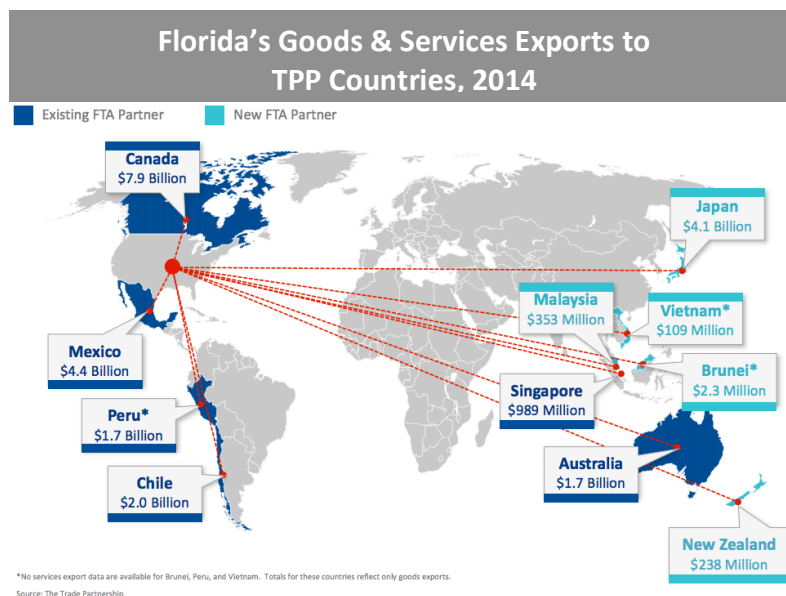 Florida’s Goods & Services Exports to
TPP Countries, 2014
Existing FTA Partner
New FTA Partner
Canada
$7.9 Billion
Japan
$4.1 Billion
Malaysia
$353 Million
Vietnam*
$109 Million
Mexico
$4.4 Billion
Brunei*
$2.3 Million
Singapore
$989 Million
Peru*
$1.7 Billion
Australia
$1.7 Billion
Chile
$2.0 Billion
New Zealand
$238 Million
*No services export data are available for Brunei, Peru, and Vietnam. Totals for these countries reflect only goods exports.
Source: The Trade Partnership